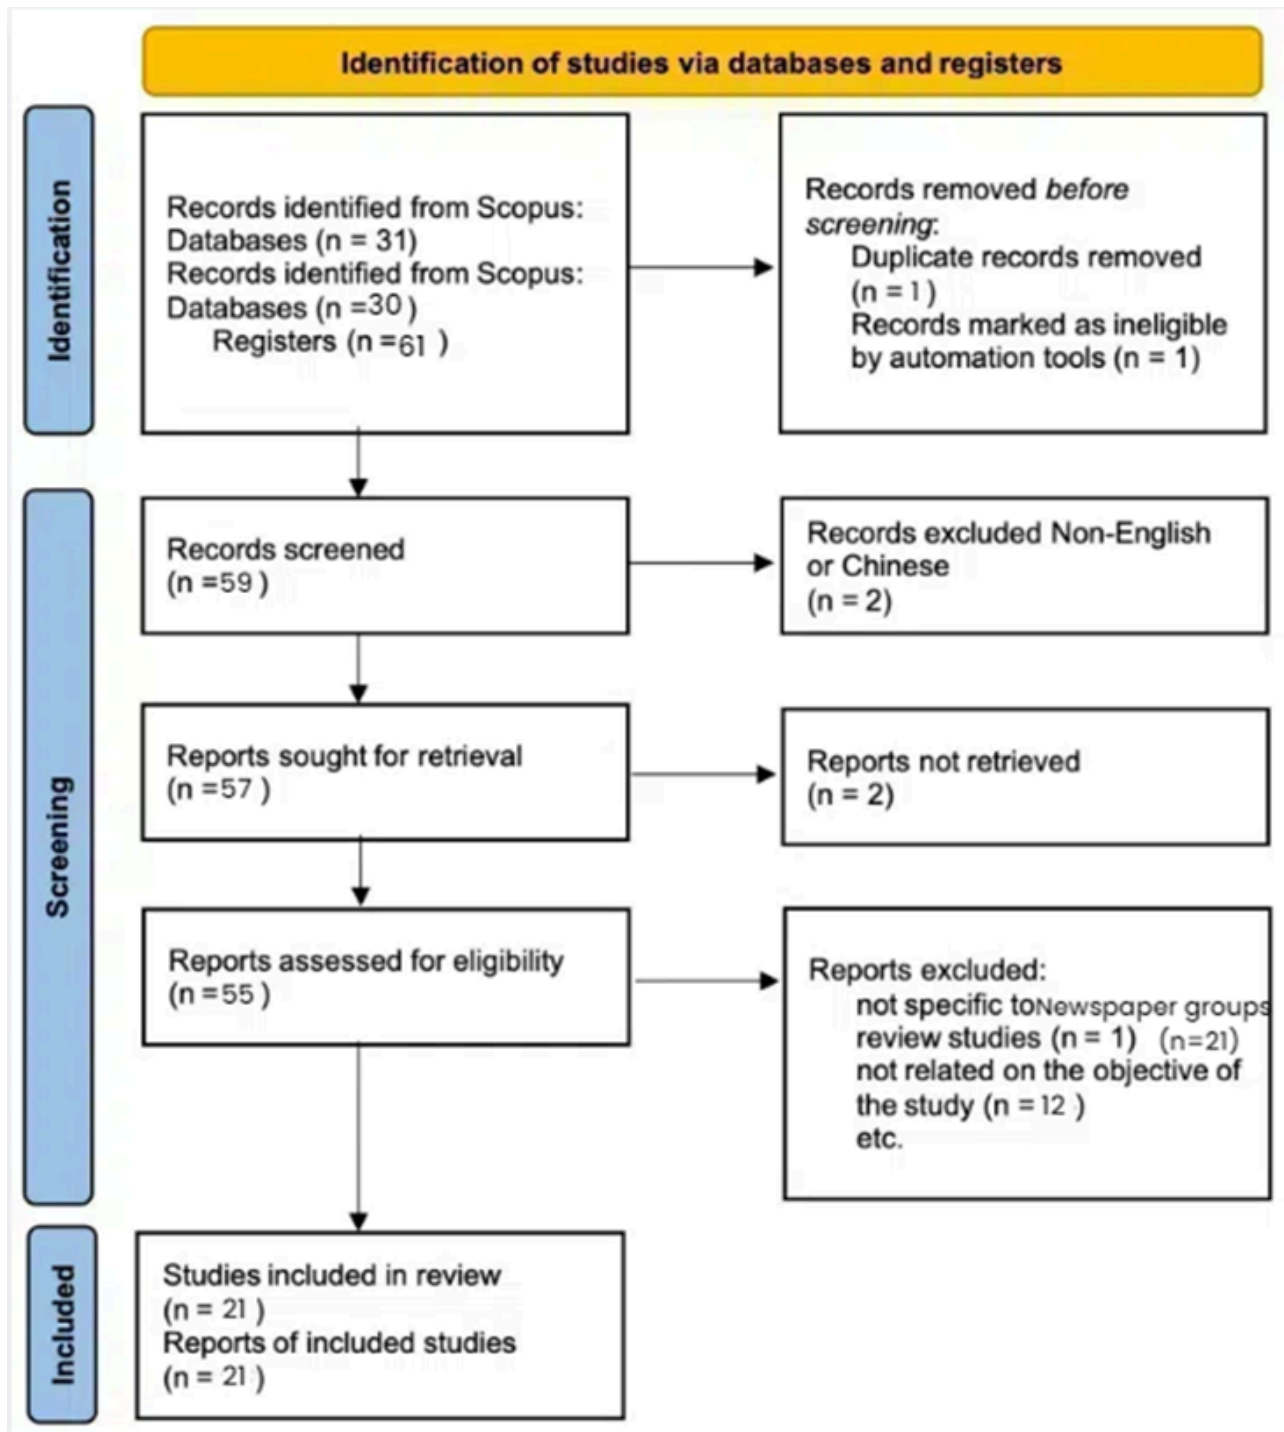 Identification of studies via databases and registers
Identification
Records identified from Scopus:
Databases (n = 31)
Records identified from Scopus:
Databases (n =30 )
Registers (n =61 )
Records removed before
screening:
Duplicate records removed
(n = 1 )
Records marked as ineligible
by automation tools (n = 1)
Screening
Records screened
(n =59 )
Records excluded Non-English
or Chinese
(n = 2)
Reports sought for retrieval
(n =57 )
Reports not retrieved
(n = 2)
Reports assessed for eligibility
(n =55 )
Reports excluded:
not specific toNewspaper groups
review studies (n = 1) (n=21)
not related on the objective of
the study (n = 12 )
etc.
Included
Studies included in review
(n = 21 )
Reports of included studies
(n = 21 )